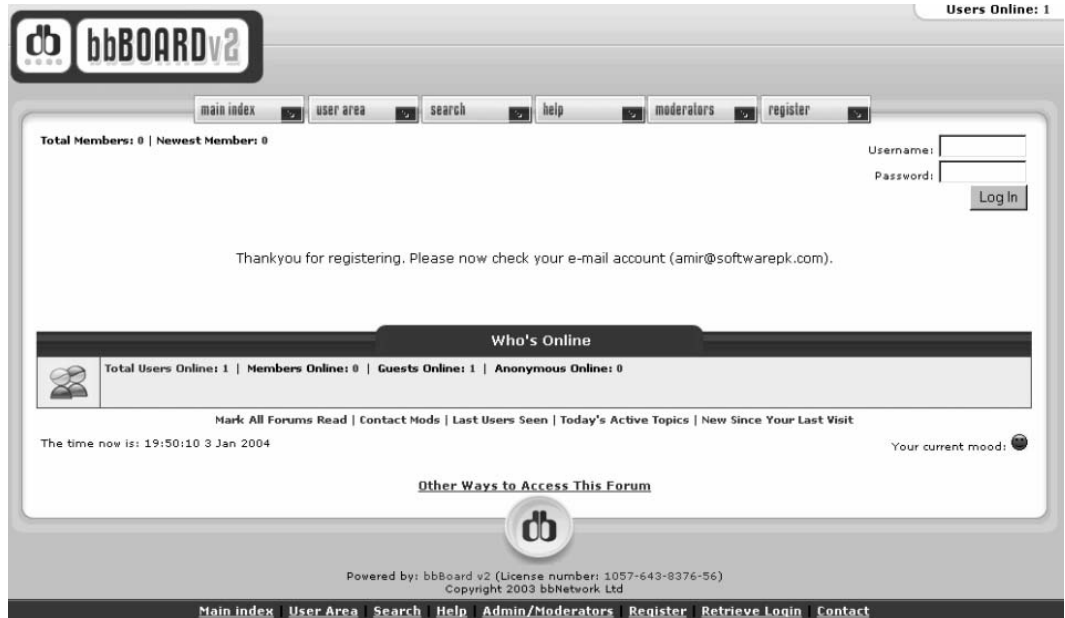 Users Online: 1
db bbBOARDv2
main index user area search help moderators register
Total Members: 0 | Newest Member: 0
Username:
Password:
Log In
Thankyou for registering. Please now check your e-mail account (amir@softwarepk.com).
Who's Online
Total Users Online: 1 | Members Online: 0 | Guests Online: 1 | Anonymous Online: 0
Mark All Forums Read | Contact Mods | Last Users Seen | Today's Active Topics | New Since Your Last Visit
The time now is: 19:50:10 3 Jan 2004
Your current mood:
Other Ways to Access This Forum
db
Powered by: bbBoard v2 (License number: 1057-643-8376-56)
Copyright 2003 bbNetwork Ltd
Main index User Area Search Help Admin/Moderators Register Retrieve Login Contact